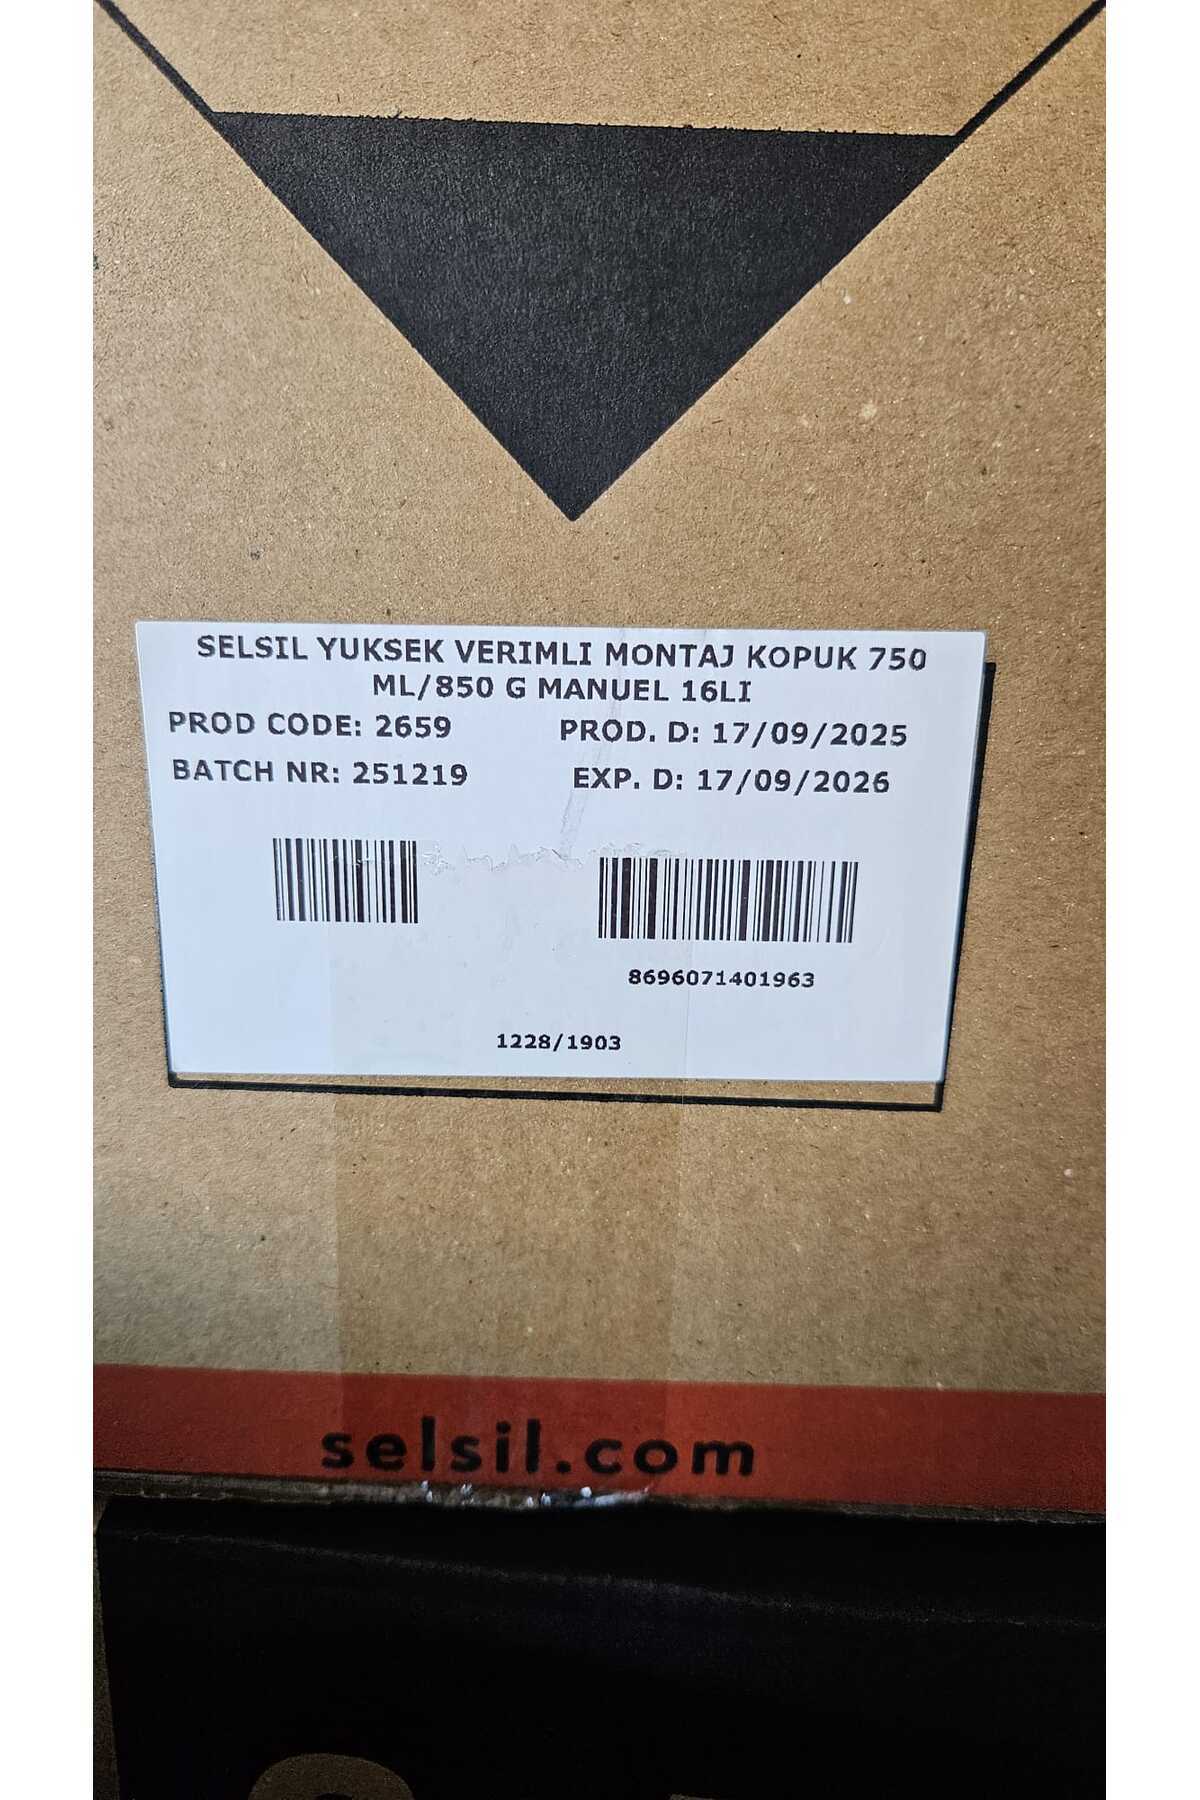 SELSIL YUKSEK VERIMLI MONTAJ KOPUK 750
ML/850 G MANUEL 16LI
PROD CODE: 2659
PROD. D: 17/09/2025
BATCH NR: 251219
EXP. D: 17/09/2026
8696071401963
1228/1903
selsil.com